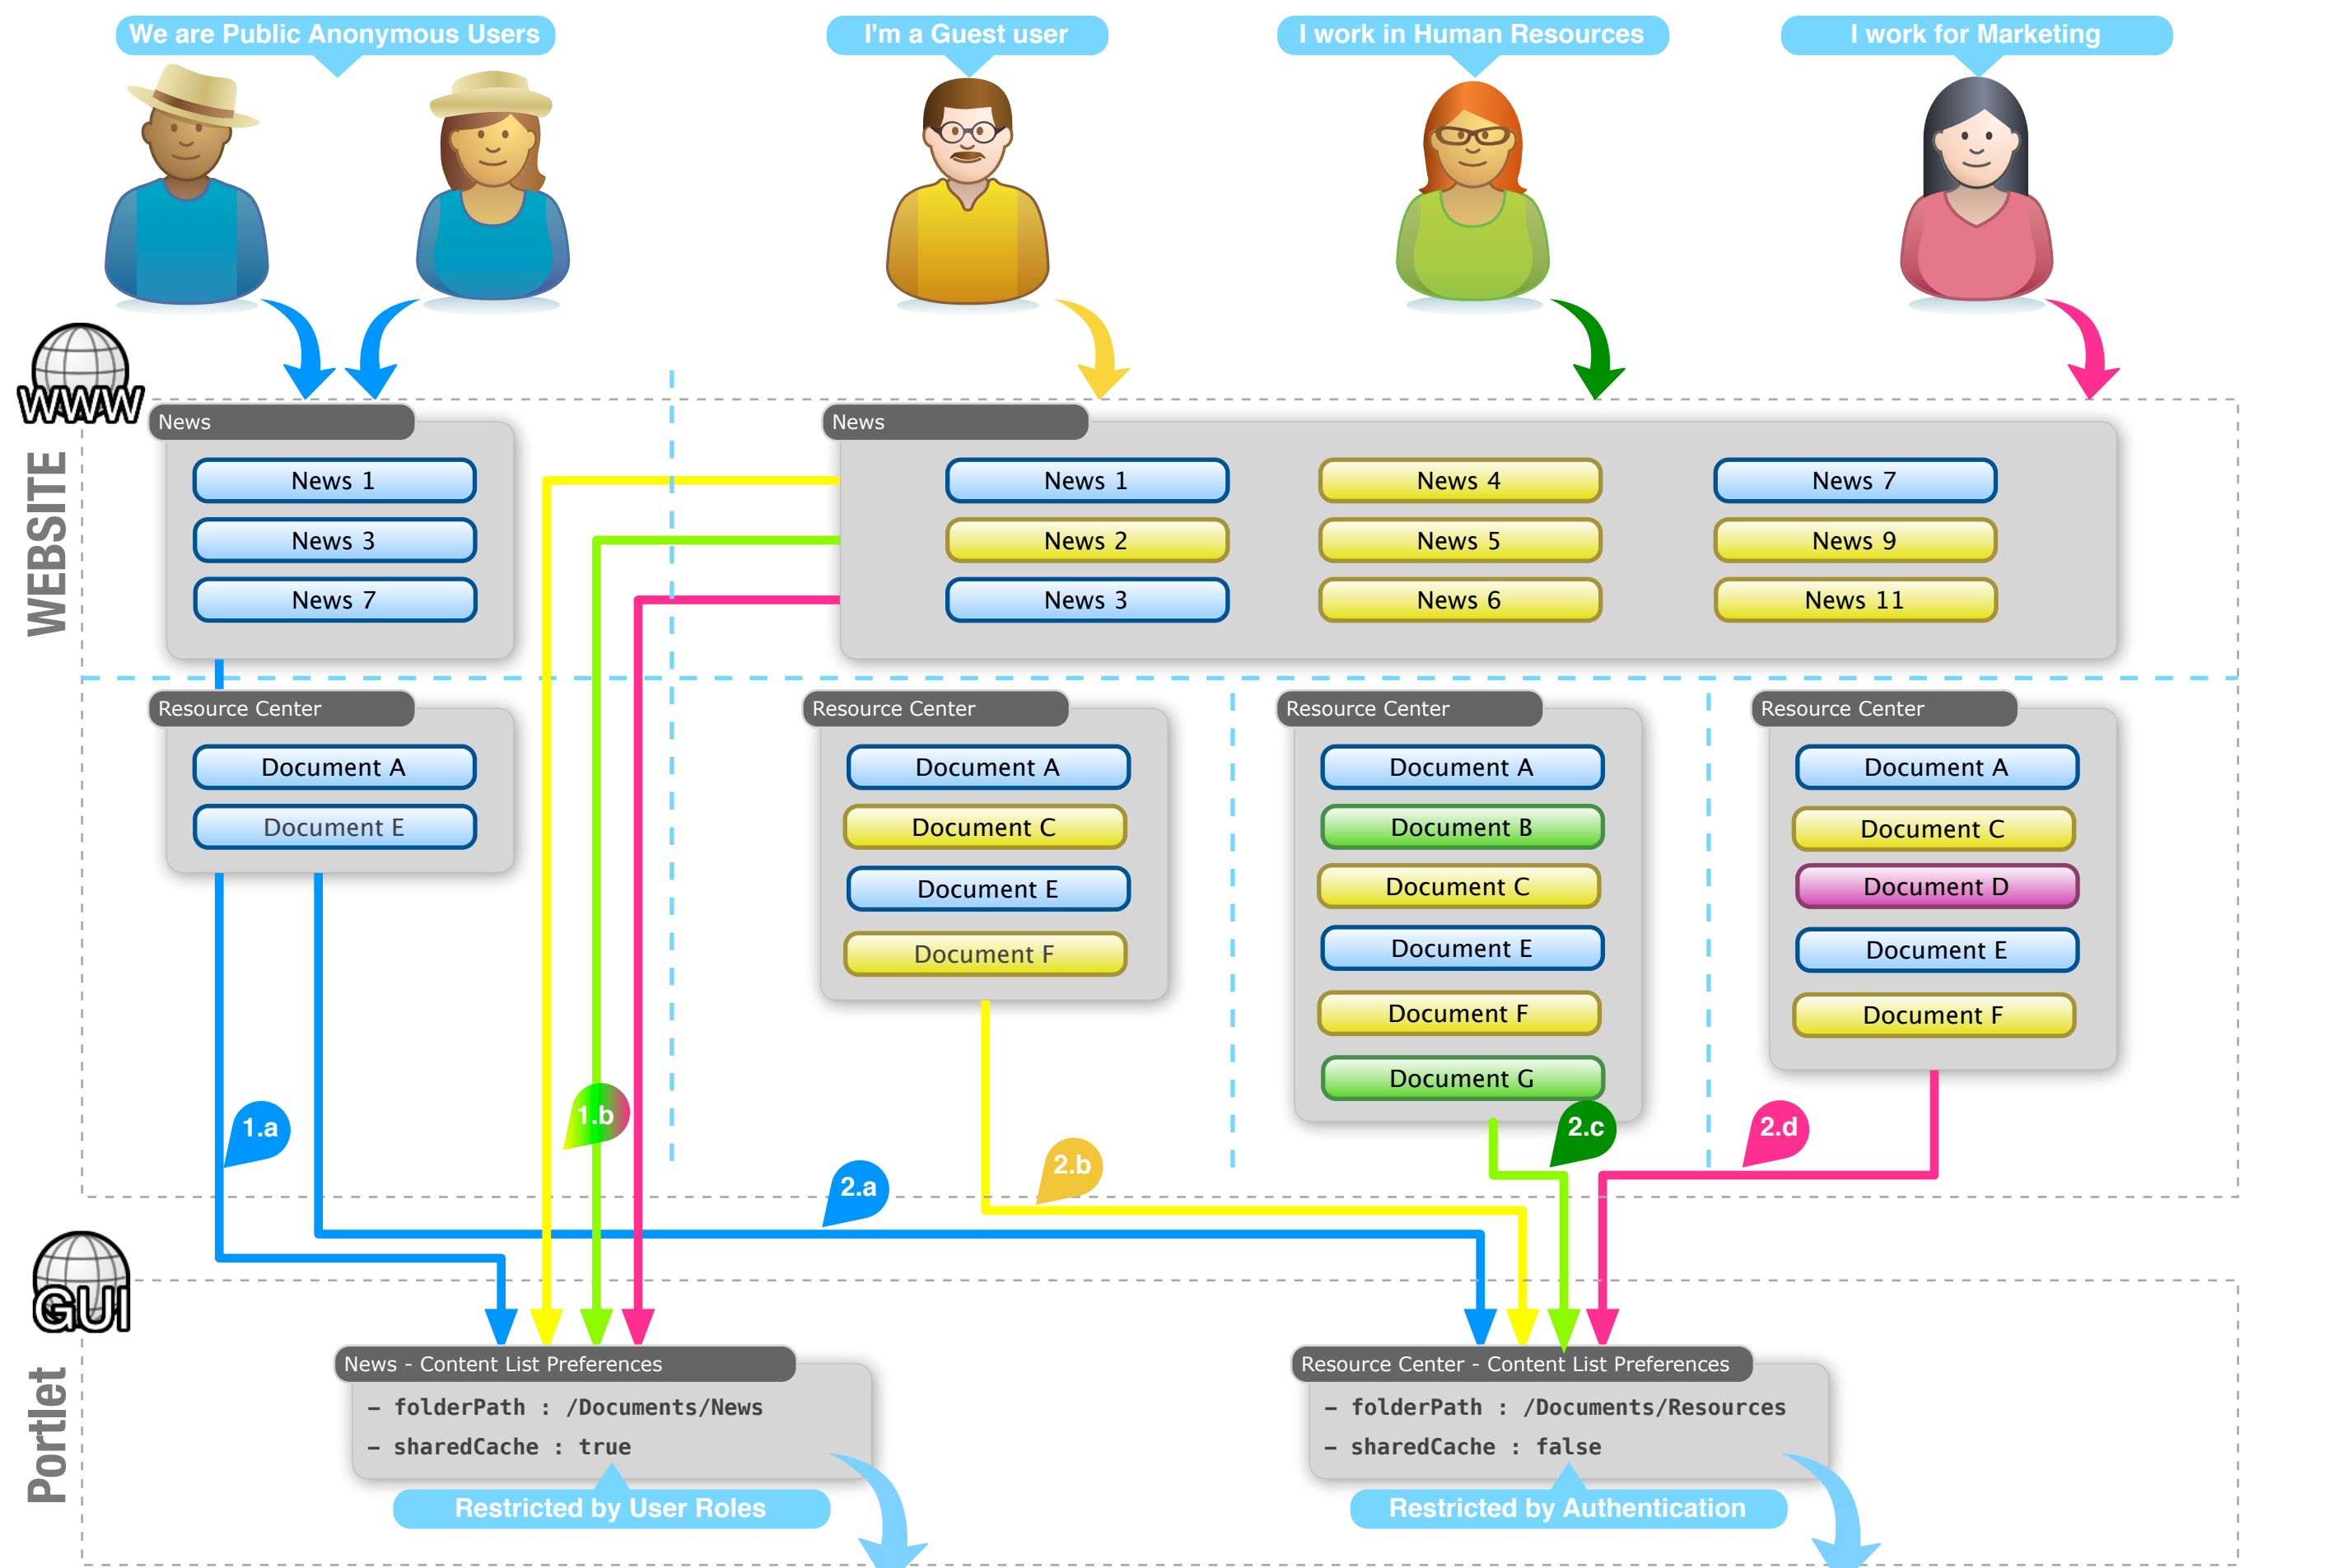 We are Public Anonymous Users
I'm a Guest user
I work in Human Resources
I work for Marketing
WWW
WEBSITE
News
News 1
News 3
News 7
News
News 1
News 4
News 7
News 2
News 5
News 9
News 3
News 6
News 11
Resource Center
Document A
Document E
Resource Center
Document A
Document C
Document E
Document F
Resource Center
Document A
Document B
Document C
Document E
Document F
Document G
Resource Center
Document A
Document C
Document D
Document E
Document F
1.a
1.b
2.a
2.b
2.c
2.d
GUI
Portlet
News - Content List Preferences
– folderPath : /Documents/News
– sharedCache : true
Restricted by User Roles
Resource Center - Content List Preferences
– folderPath : /Documents/Resources
– sharedCache : false
Restricted by Authentication